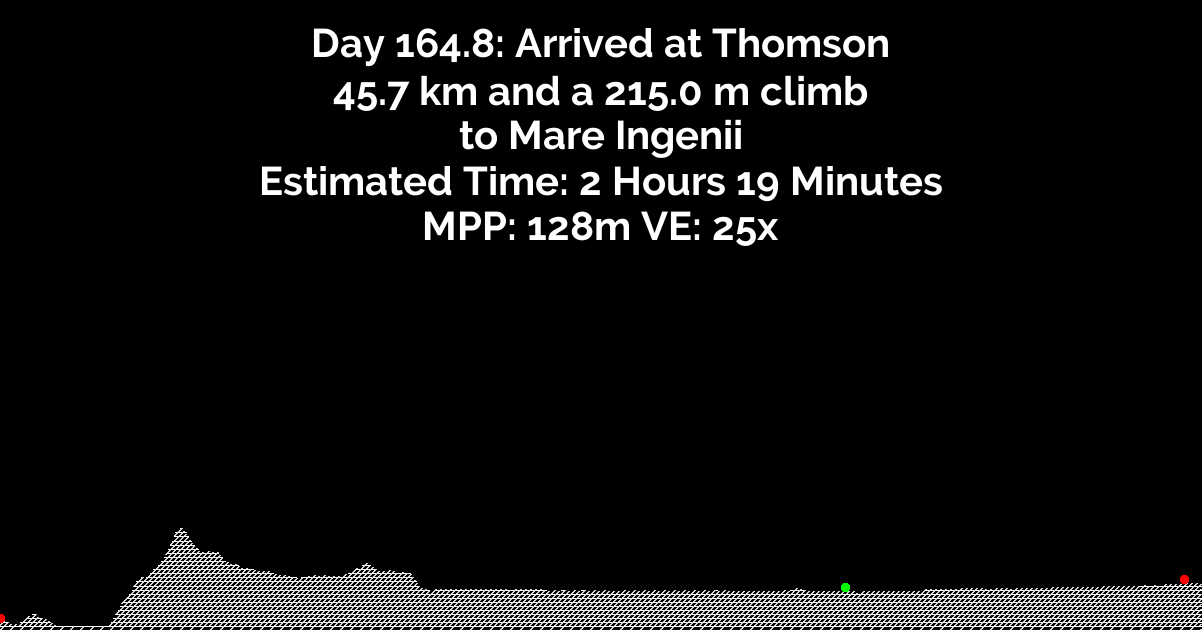 Day 164.8: Arrived at Thomson
45.7 km and a 215.0 m climb
to Mare Ingenii
Estimated Time: 2 Hours 19 Minutes
MPP: 128m VE: 25x